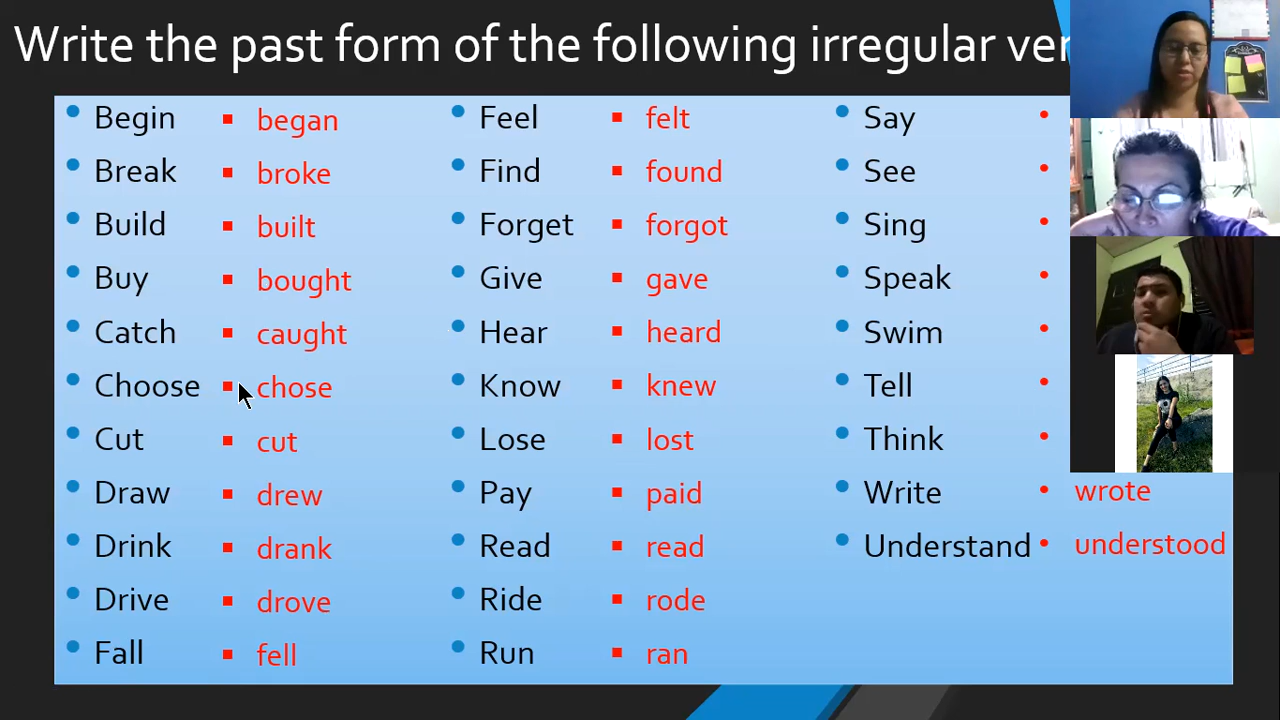 Write the past form of the following irregular
Begin began Feel felt Say
Break broke Find found See
Build built Forget forgot Sing
Buy bought Give gave Speak
Catch caught Hear heard Swim
Choose chose Know knew Tell
Cut cut Lose lost Think
Draw drew Pay paid Write wrote
Drink drank Read read Understand understood
Drive drove Ride rode
Fall fell Run ran